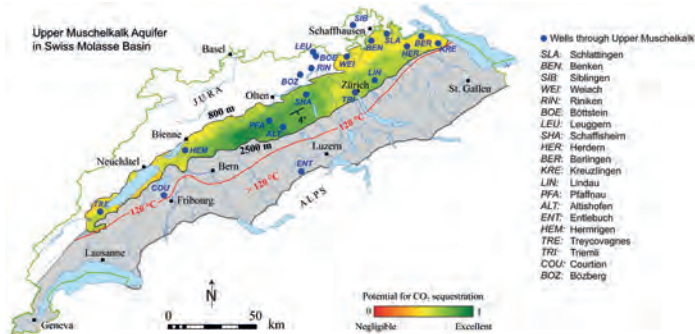 Upper Muschelkalk Aquifer
in Swiss Molasse Basin
Schaffhausen
SIB
Basel
LEU
BOE
RIN
BOZ
WEI
BEN
SLA
HER
BER
KRE
JURA
Olten
800 m
SHA
4°
LIN
Zürich
TRI
St. Gallen
PFA
ALT
Bienne
2500 m
120 °C
HEM
Neuchâtel
Bern
Luzern
ENT
> 120 °C
COU
TRE
120 °C
Fribourg
ALPS
Lausanne
Geneva
N
0 50
km
Potential for CO₂ sequestration
0 1
Negligible Excellent
Wells through Upper Muschelkalk
SLA: Schlattingen
BEN: Benken
SIB: Siblingen
WEI: Weiach
RIN: Riniken
BOE: Böttstein
LEU: Leuggern
SHA: Schaffisheim
HER: Herdern
BER: Berlingen
KRE: Kreuzlingen
LIN: Lindau
PFA: Pfaffnau
ALT: Altishofen
ENT: Entlebuch
HEM: Hermrigen
TRE: Treycovagnes
TRI: Triemli
COU: Courtion
BOZ: Bözberg